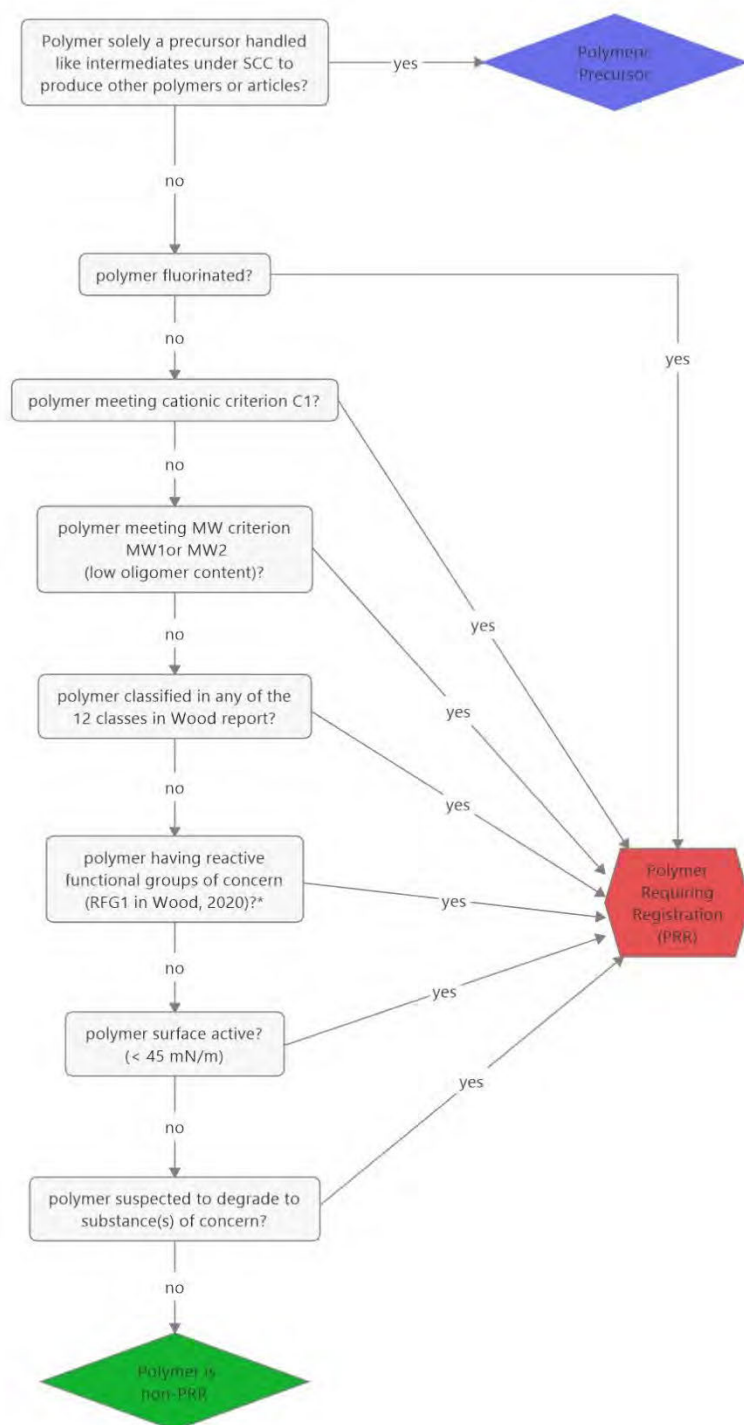 Polymer solely a precursor handled
like intermediates under SCC to
produce other polymers or articles?
yes
Polymeric
Precursor
no
polymer fluorinated?
no
yes
polymer meeting cationic criterion C1?
no
polymer meeting MW criterion
MW1or MW2
(low oligomer content)?
yes
no
polymer classified in any of the
12 classes in Wood report?
yes
yes
no
polymer having reactive
functional groups of concern
(RFG1 in Wood, 2020)?*
yes
Polymer
Requiring
Registration
(PRR)
no
yes
polymer surface active?
(< 45 mN/m)
yes
no
polymer suspected to degrade to
substance(s) of concern?
no
Polymer is
non-PRR